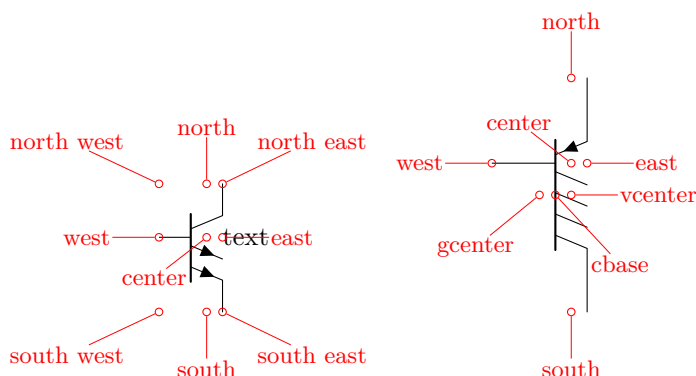 north
north
center
north west
north east
west
east
vcenter
west
text
east
gcenter
cbase
center
south west
south east
south
south